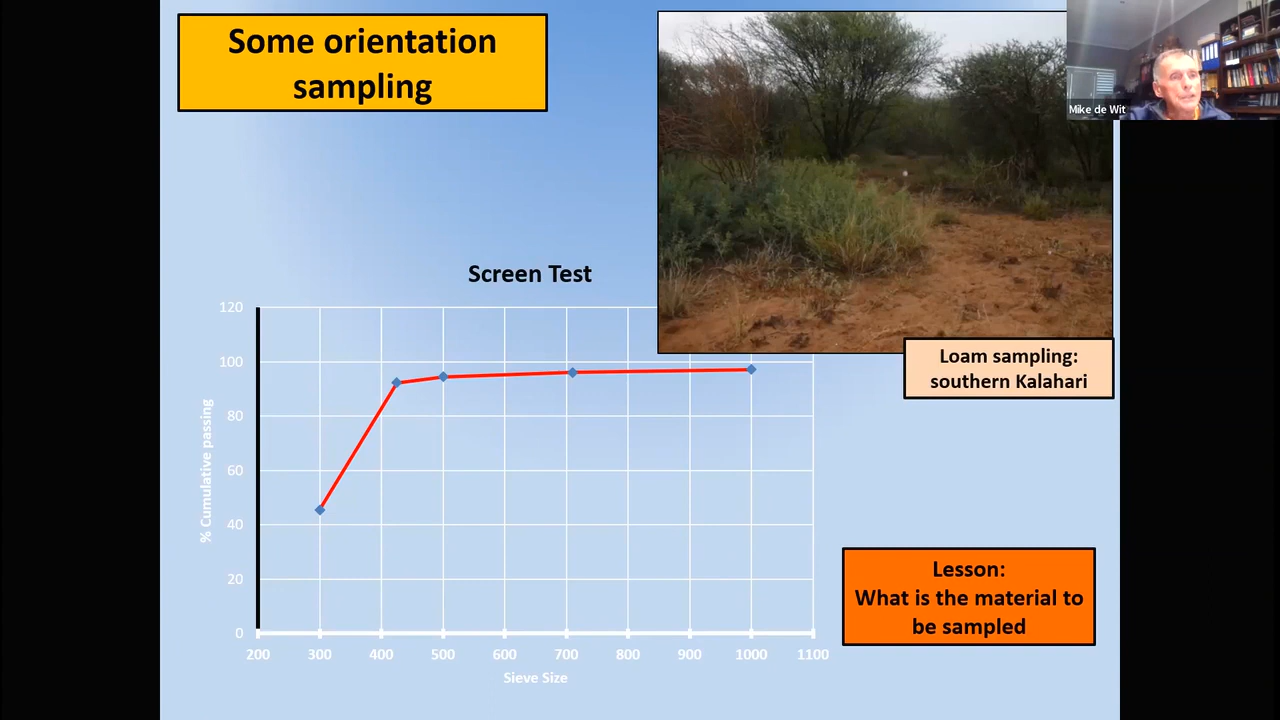 Some orientation
sampling
Mike de Wit
Screen Test
Loam sampling:
southern Kalahari
% Cumulative passing
120
100
80
60
40
20
0
200 300 400 500 600 700 800 900 1000 1100
Sieve Size
Lesson:
What is the material to
be sampled